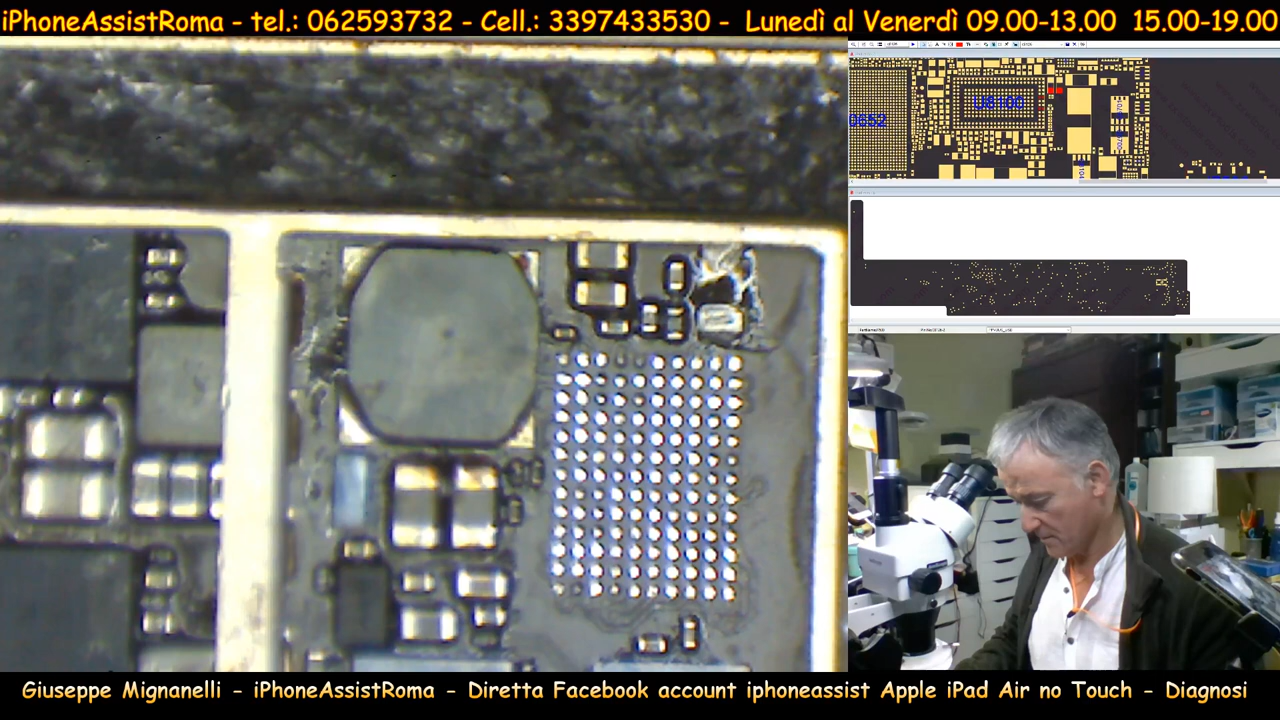 iPhoneAssistRoma - tel.: 062593732 - Cell.: 3397433530 - Lunedì al Venerdì 09.00-13.00 15.00-19.00
U8100
0652
Giuseppe Mignanelli - iPhoneAssistRoma - Diretta Facebook account iphoneassist Apple iPad Air no Touch - Diagnosi